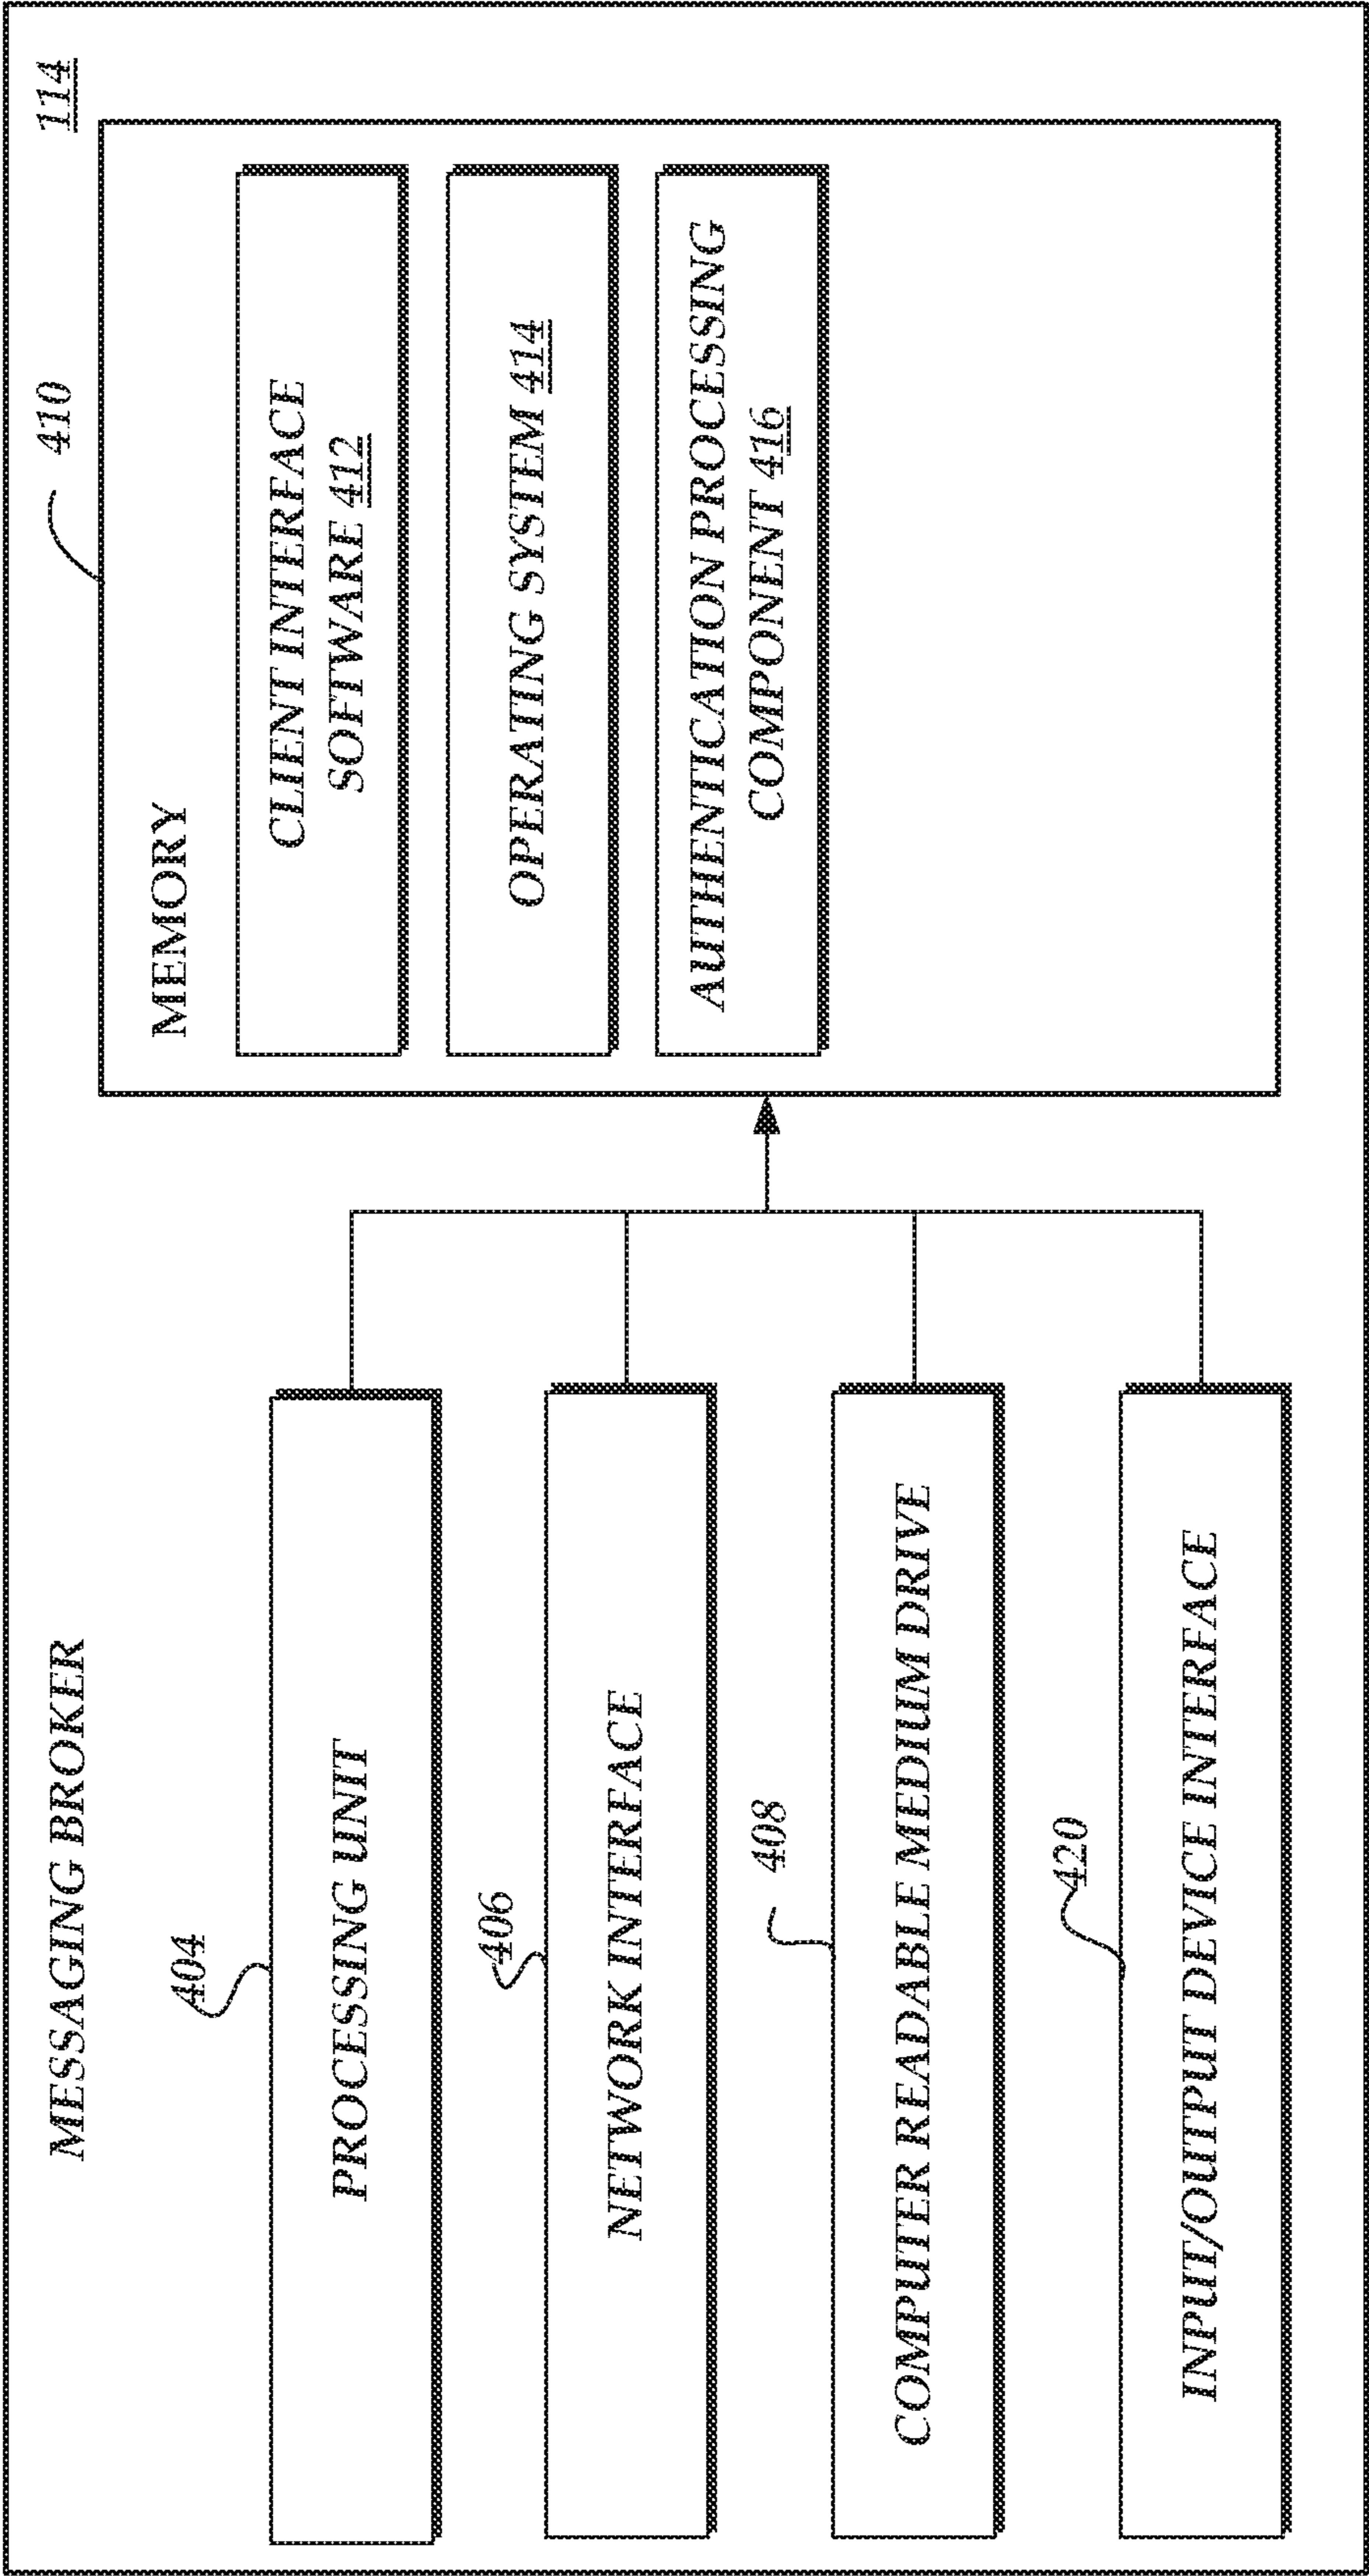 MESSAGING BROKER
114
404
PROCESSING UNIT
406
NETWORK INTERFACE
408
COMPUTER READABLE MEDIUM DRIVE
420
INPUT/OUTPUT DEVICE INTERFACE
410
MEMORY
CLIENT INTERFACE
SOFTWARE 412
OPERATING SYSTEM 414
AUTHENTICATION PROCESSING
COMPONENT 416